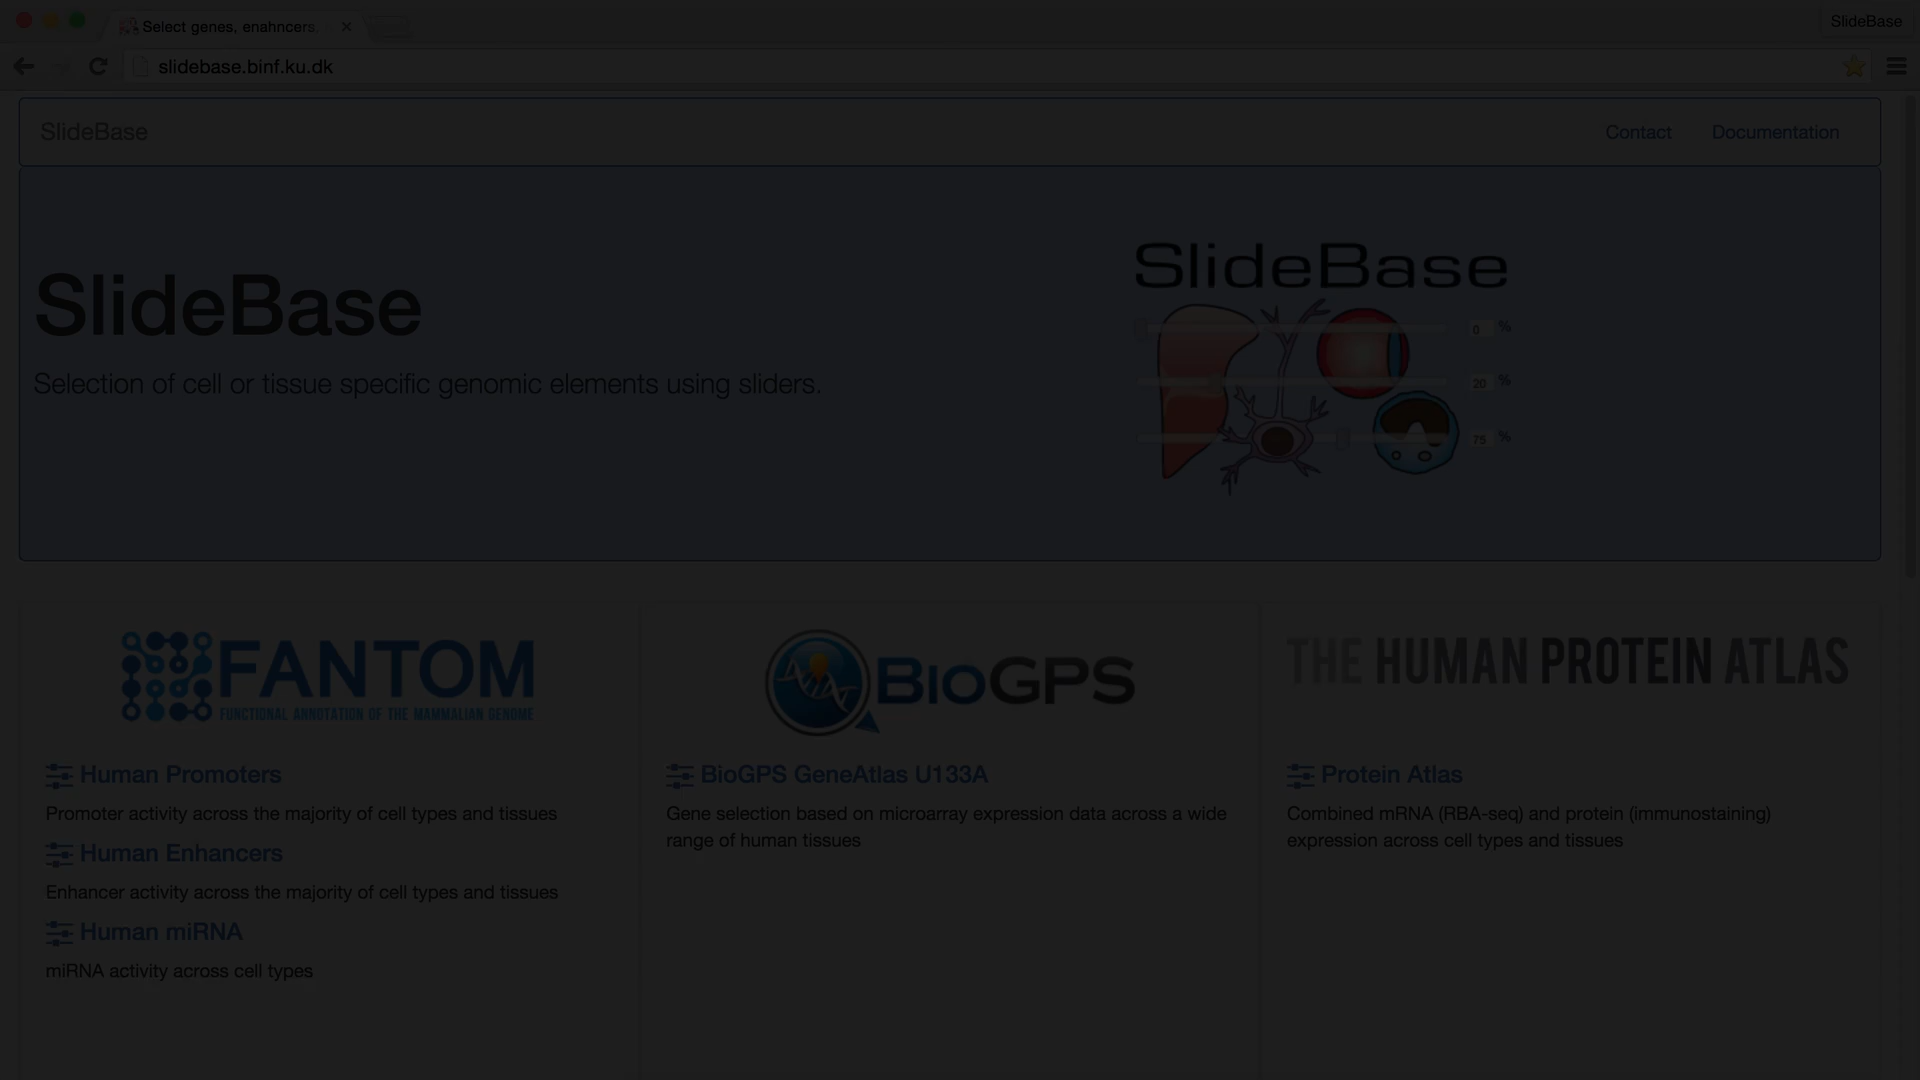 Select genes, enahncers,
SlideBase
slidebase.binf.ku.dk
SlideBase
Contact
Documentation
SlideBase
Selection of cell or tissue specific genomic elements using sliders.
SlideBase
0 %
20 %
75 %
FANTOM
FUNCTIONAL ANNOTATION OF THE MAMMALIAN GENOME
Human Promoters
Promoter activity across the majority of cell types and tissues
Human Enhancers
Enhancer activity across the majority of cell types and tissues
Human miRNA
miRNA activity across cell types
BioGPS
BioGPS GeneAtlas U133A
Gene selection based on microarray expression data across a wide
range of human tissues
THE HUMAN PROTEIN ATLAS
Protein Atlas
Combined mRNA (RBA-seq) and protein (immunostaining)
expression across cell types and tissues